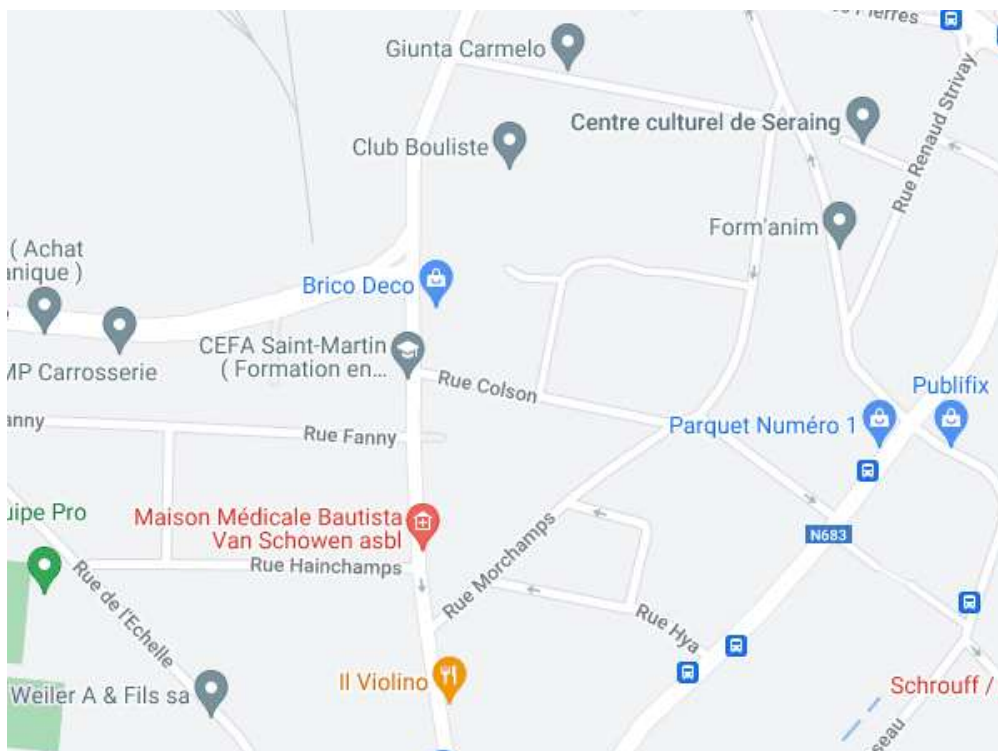 es Pierres
Giunta Carmelo
Rue Renaud Strivay
Centre culturel de Seraing
Club Bouliste
Form'anim
( Achat
anique )
Brico Deco
CEFA Saint-Martin
( Formation en...
MP Carrosserie
Rue Colson
Publifix
anny
Rue Fanny
Parquet Numéro 1
uipe Pro
Maison Médicale Bautista
Van Schowen asbl
N683
Rue Hainchamps
Rue Morchamps
Rue de l'Echelle
Rue Hya
Il Violino
Weiler A & Fils sa
Schrouff /
seau